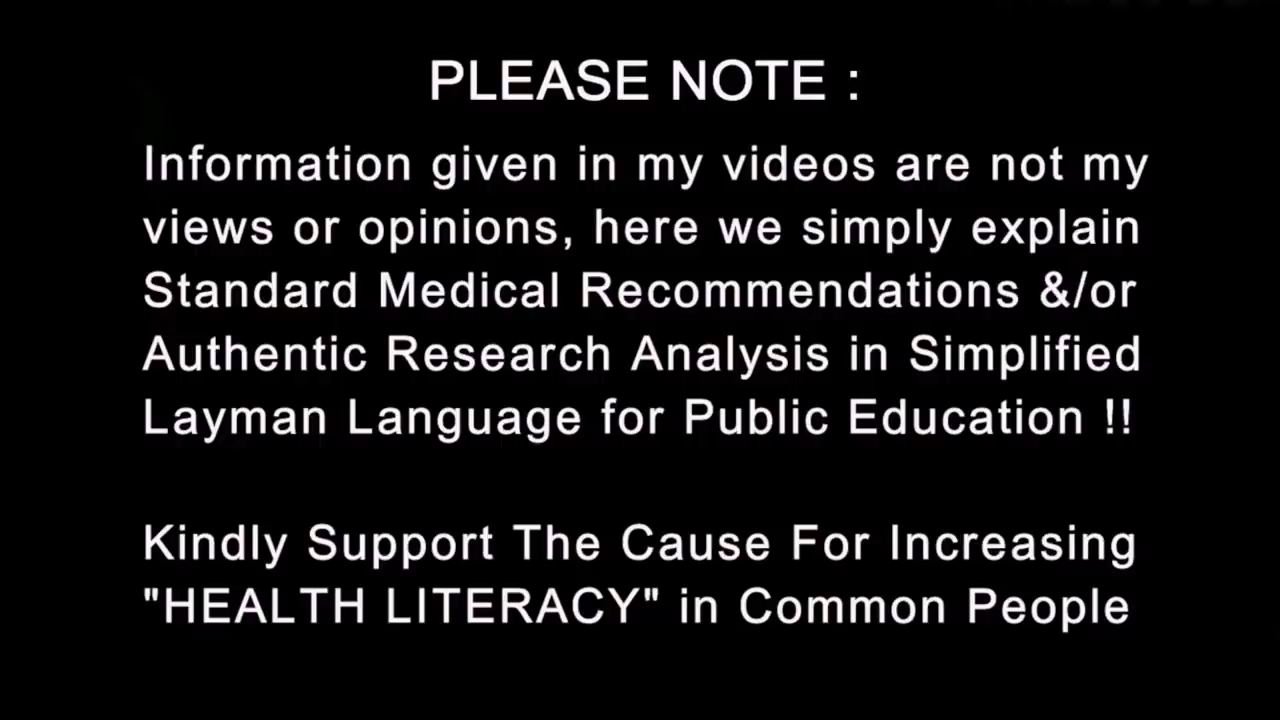 PLEASE NOTE :
Information given in my videos are not my
views or opinions, here we simply explain
Standard Medical Recommendations &/or
Authentic Research Analysis in Simplified
Layman Language for Public Education !!
Kindly Support The Cause For Increasing
"HEALTH LITERACY" in Common People